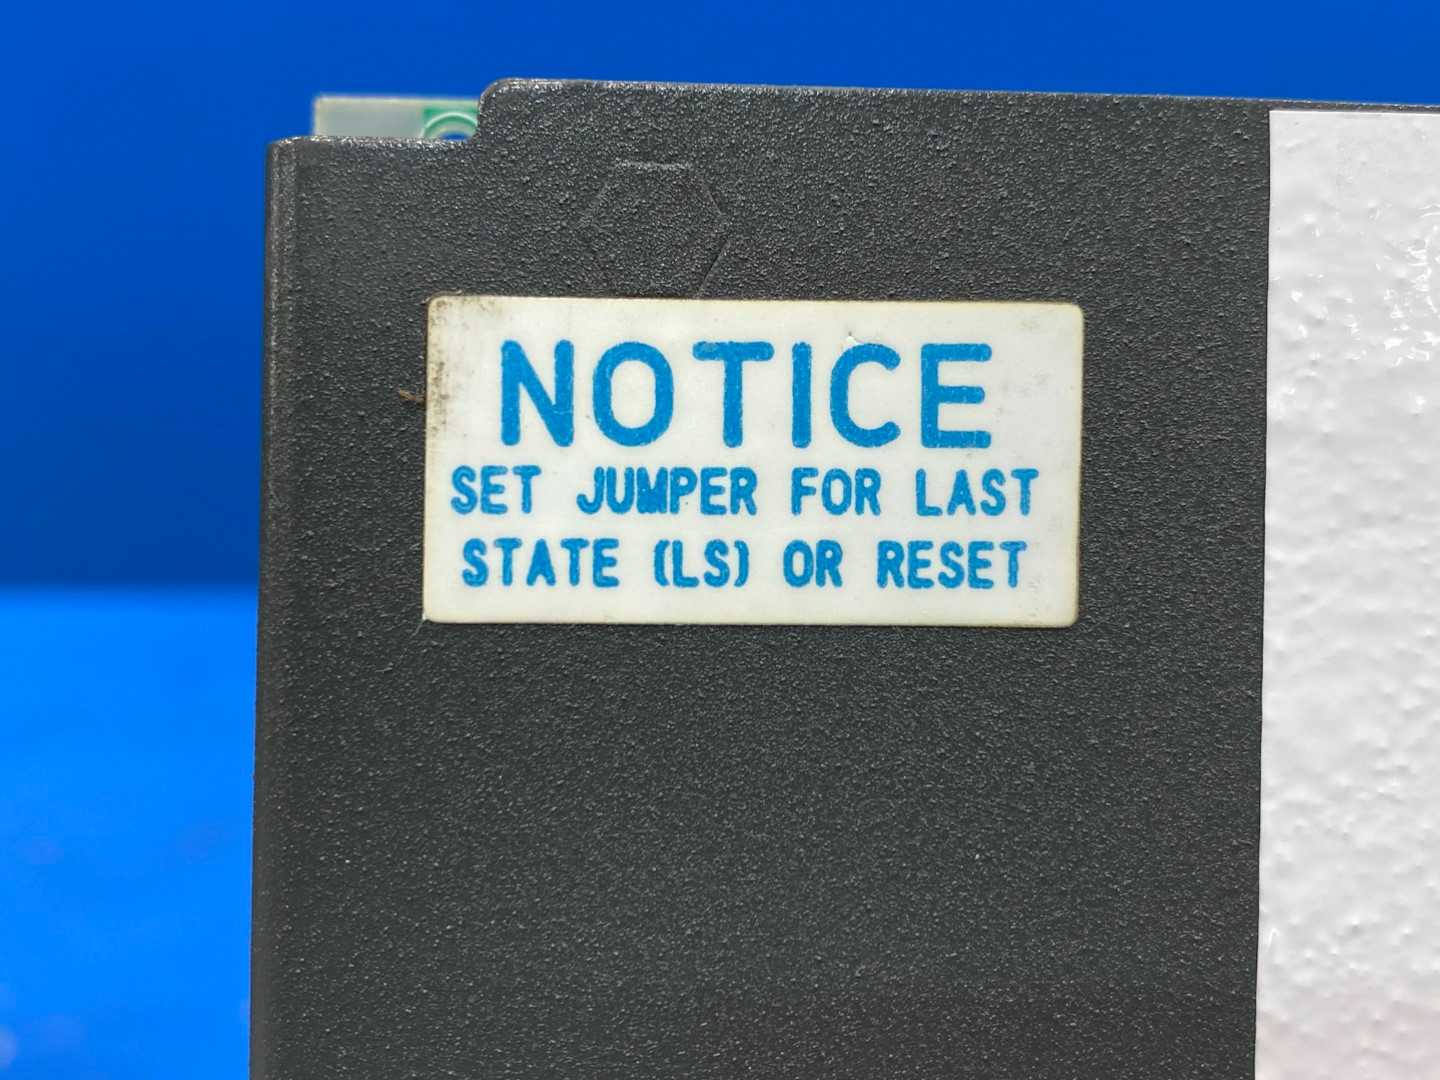 NOTICE
SET JUMPER FOR LAST
STATE (LS) OR RESET